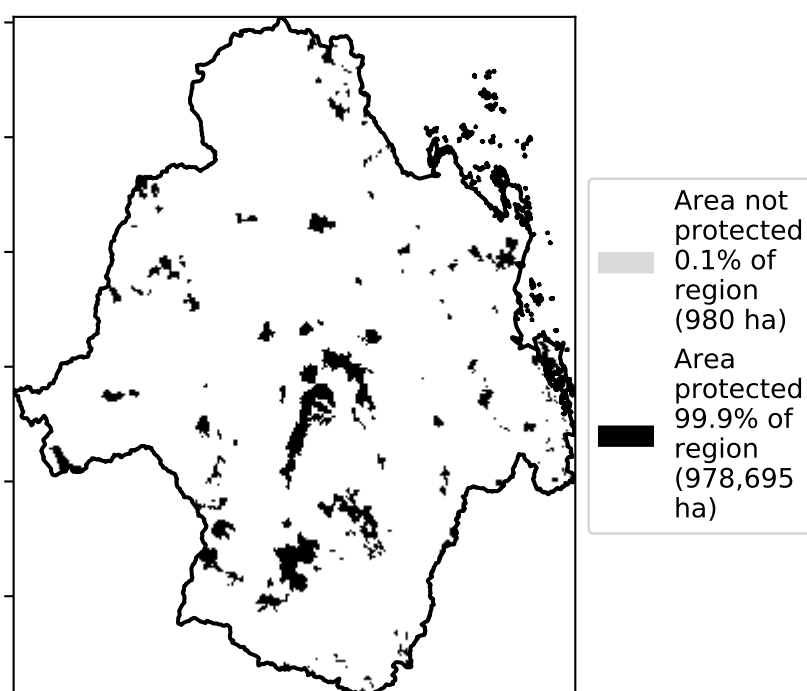 Area not
protected
0.1% of
region
(980 ha)
Area
protected
99.9% of
region
(978,695
ha)